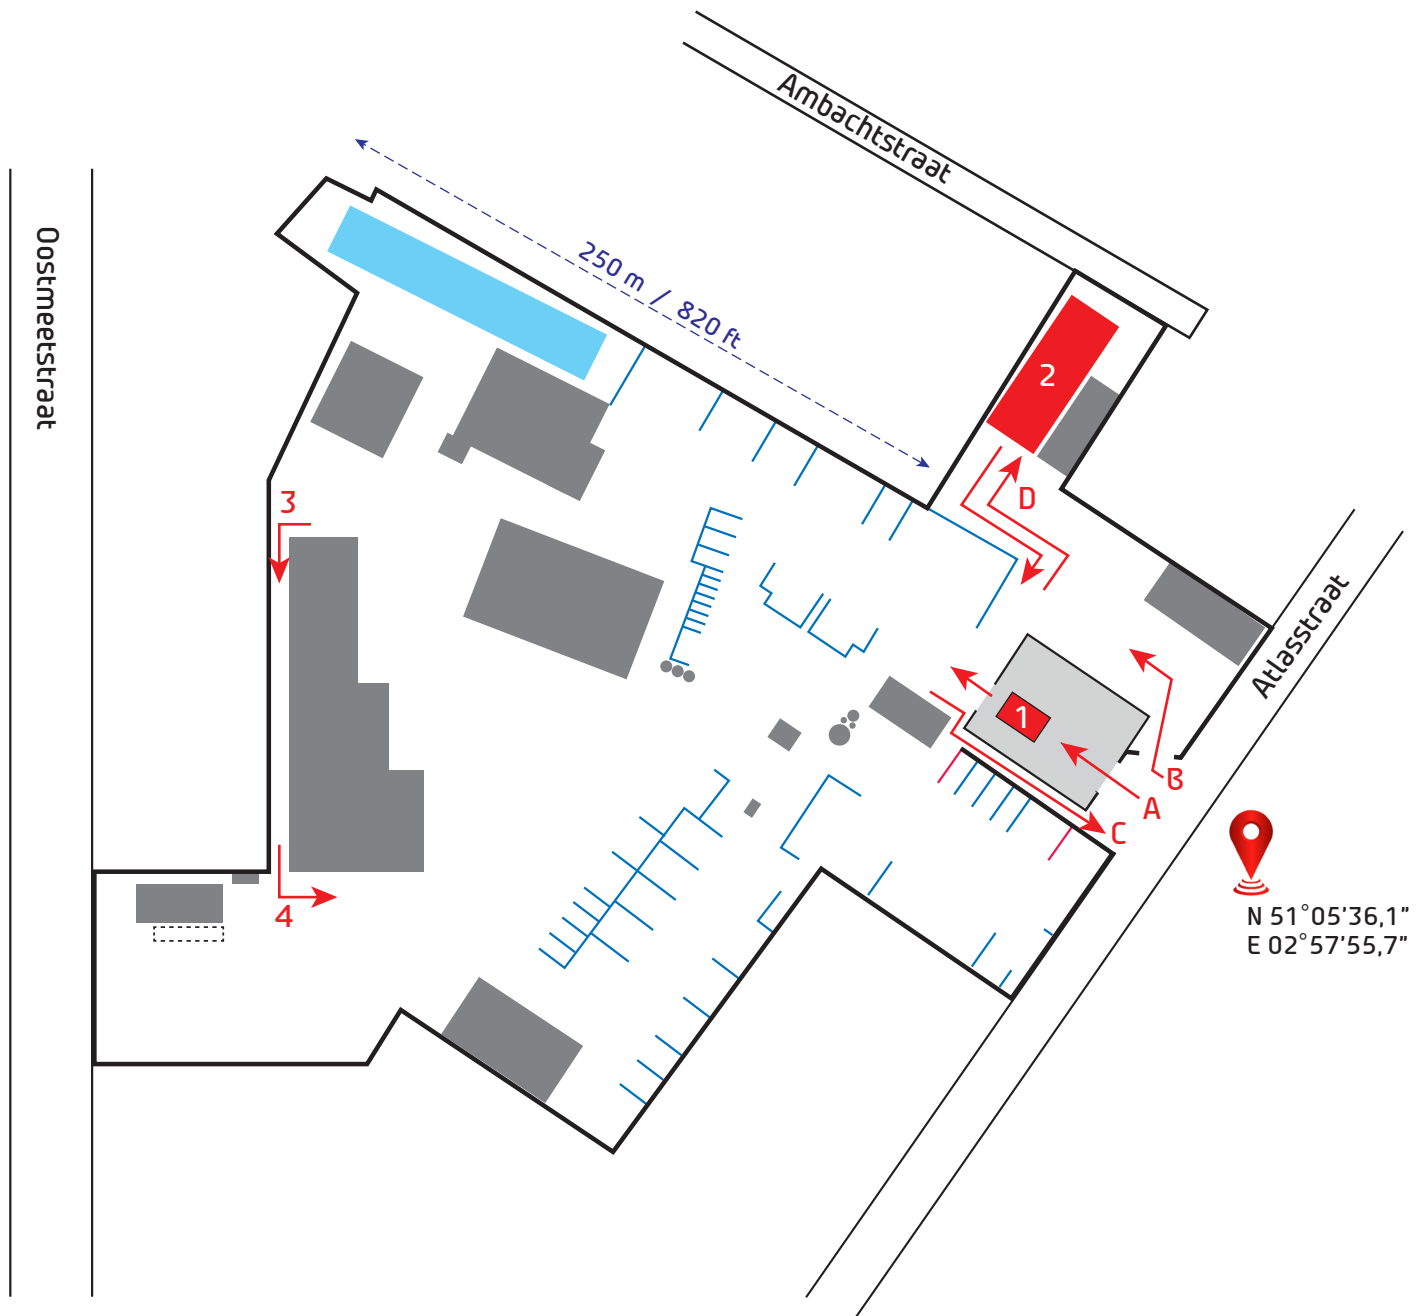 Ambachtstraat
Oostmeetstraat
250 m / 820 ft
2
D
3
Atlasstraat
1
B
A
C
4
N 51°05'36,1"
E 02°57'55,7"